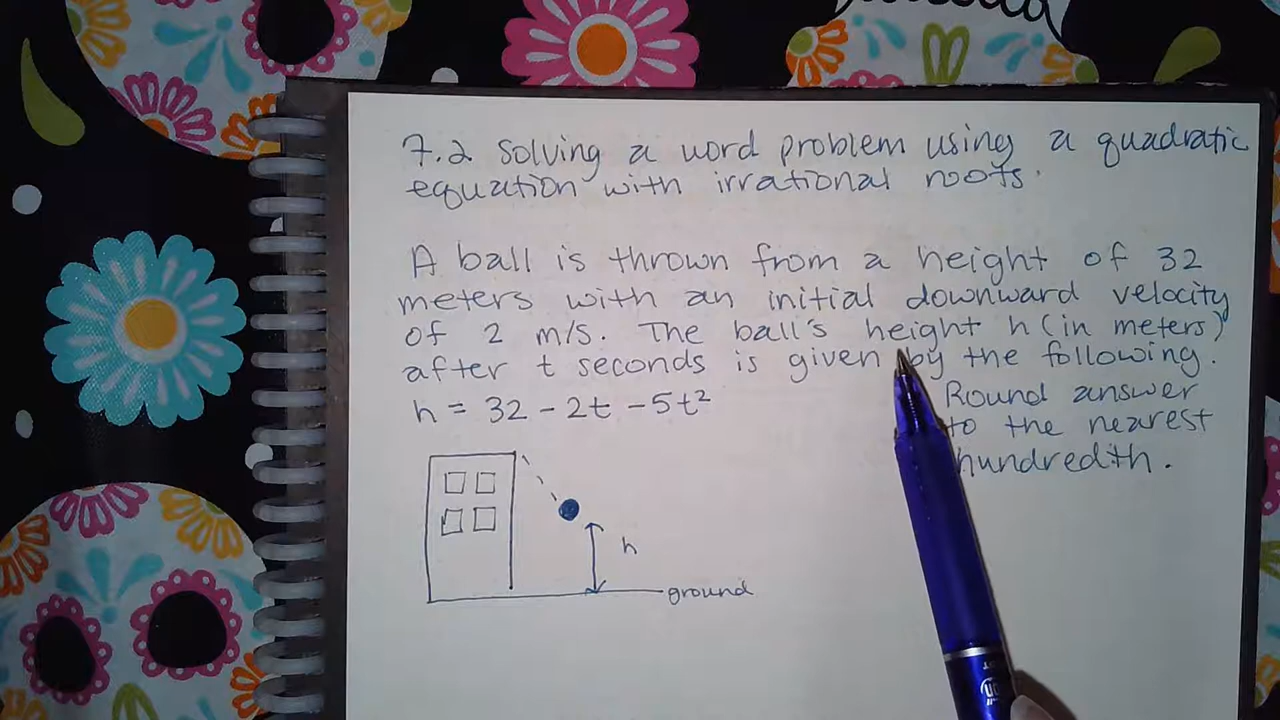 7.2 Solving a word problem using a quadratic
equation with irrational roots.
A ball is thrown from a height of 32
meters with an initial downward velocity
of 2 m/s. The ball's height h (in meters)
after t seconds is given by the following.
h = 32 - 2t - 5t²
Round answer
to the nearest
hundredth.
h
ground